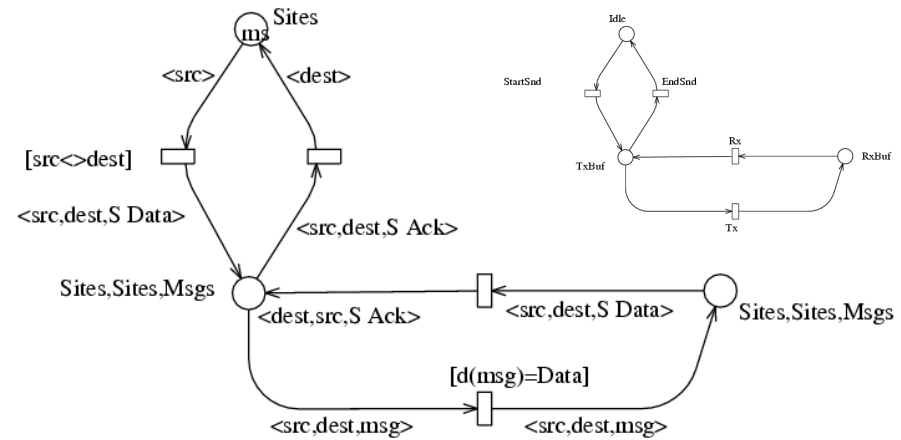 Sites
ms
<src>
<dest>
[src<>dest]
<src,dest,S Data>
<src,dest,S Ack>
Sites,Sites,Msgs
<dest,src,S Ack>
<src,dest,S Data>
Sites,Sites,Msgs
[d(msg)=Data]
<src,dest,msg>
<src,dest,msg>
Idle
StartSnd
EndSnd
TxBuf
Rx
RxBuf
Tx